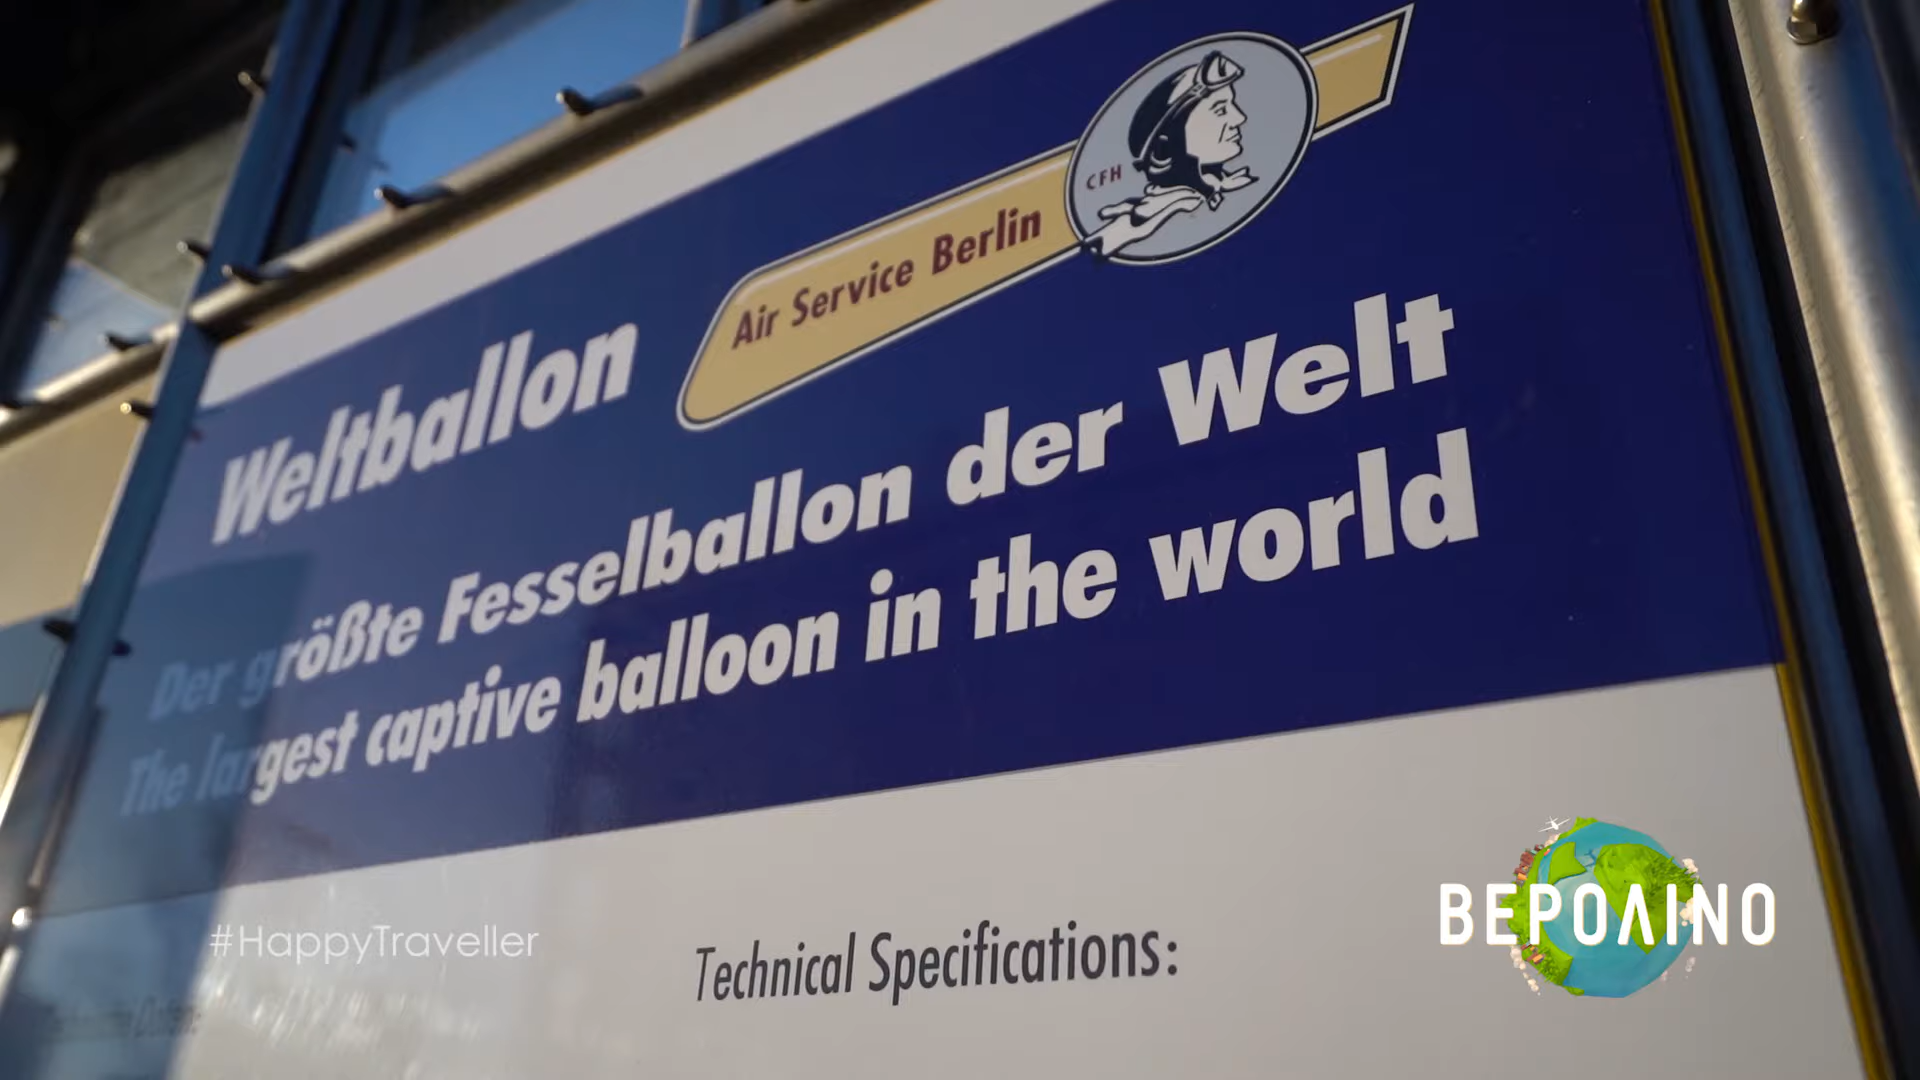 CFH
Air Service Berlin
Weltballon
Der größte Fesselballon der Welt
The largest captive balloon in the world
Technical Specifications:
#HappyTraveller
ΒΕΡΟΛΙΝΟ